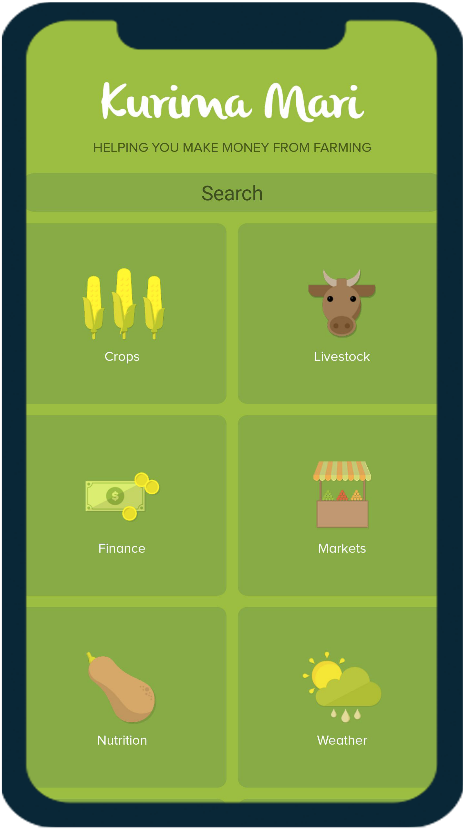 Kurima Mari
HELPING YOU MAKE MONEY FROM FARMING
Search
Crops
Livestock
$
Finance
Markets
Nutrition
Weather